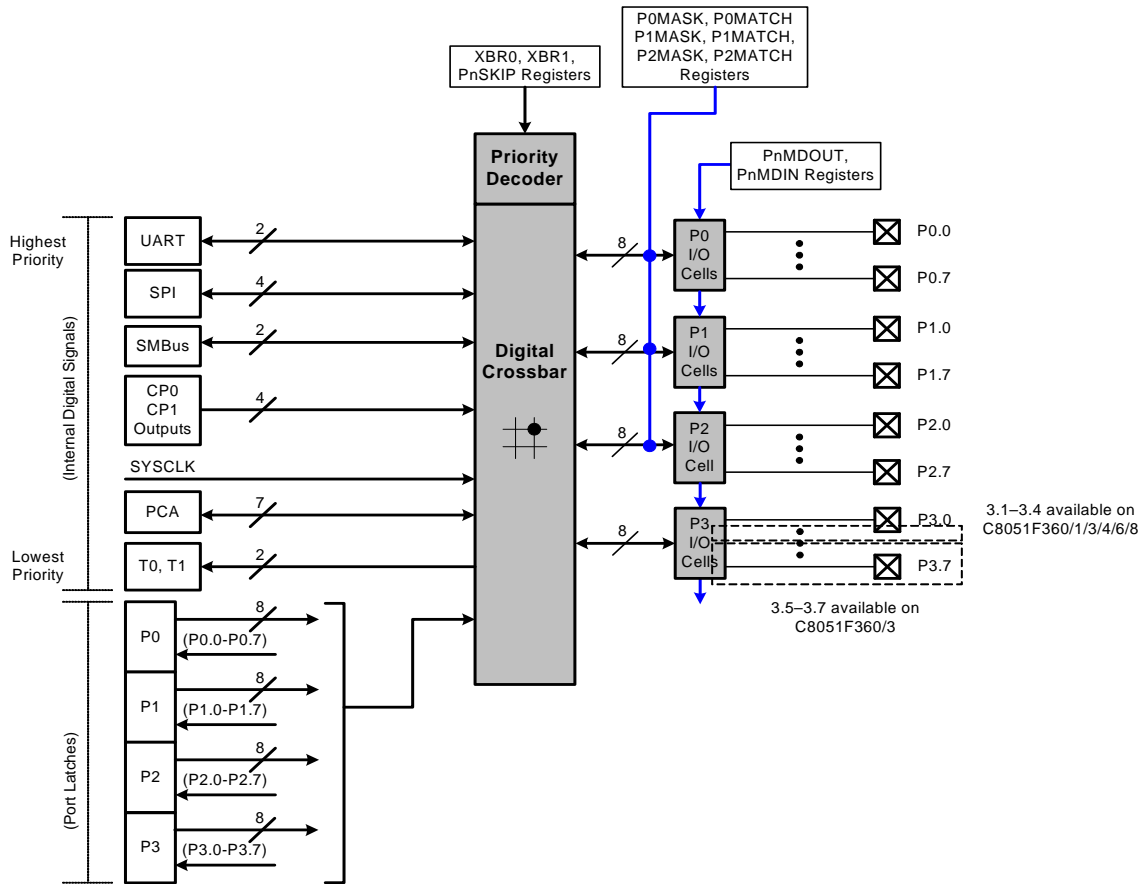 P0MASK, P0MATCH
P1MASK, P1MATCH,
P2MASK, P2MATCH
Registers
XBR0, XBR1,
PnSKIP Registers
PnMDOUT,
PnMDIN Registers
Priority
Decoder
Digital
Crossbar
Highest
Priority
(Internal Digital Signals)
Lowest
Priority
UART
2
SPI
4
SMBus
2
CP0
CP1
Outputs
4
SYSCLK
PCA
7
T0, T1
2
(Port Latches)
P0
8
(P0.0-P0.7)
P1
8
(P1.0-P1.7)
P2
8
(P2.0-P2.7)
P3
8
(P3.0-P3.7)
8
P0
I/O
Cells
P0.0
P0.7
8
P1
I/O
Cells
P1.0
P1.7
8
P2
I/O
Cell
P2.0
P2.7
8
P3
I/O
Cells
P3.0
P3.7
3.1–3.4 available on
C8051F360/1/3/4/6/8
3.5–3.7 available on
C8051F360/3